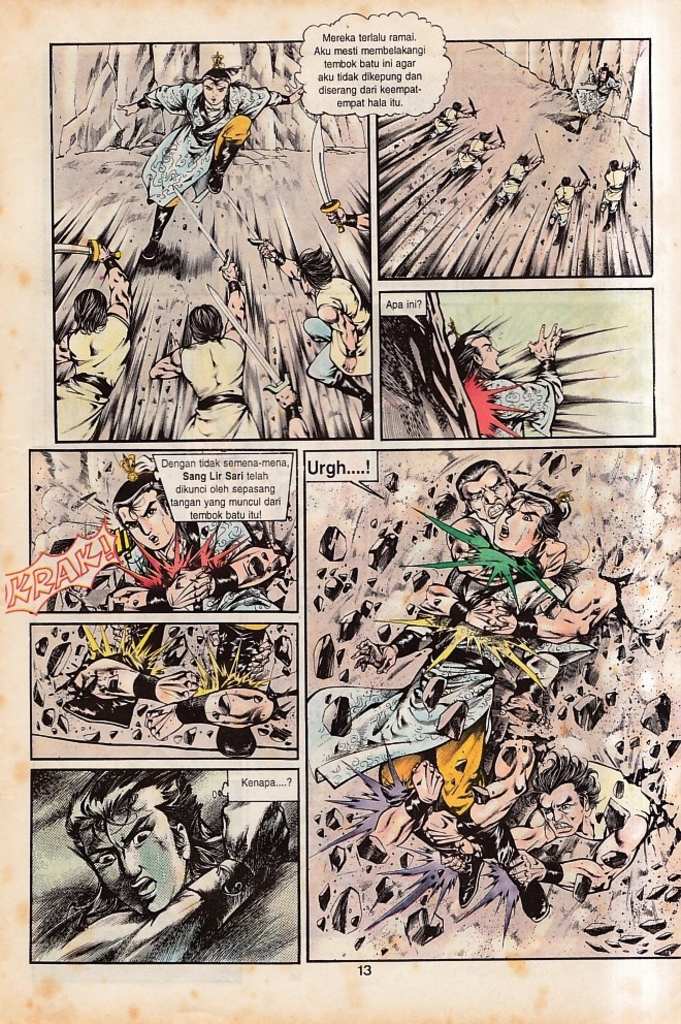 Mereka terlalu ramai.
Aku mesti membelakangi
tembok batu ini agar
aku tidak dikepung dan
diserang dari keempat-
empat hala itu.
Apa ini?
Dengan tidak semena-mena,
Sang Lir Sari telah
dikunci oleh sepasang
tangan yang muncul dari
tembok batu itu!
KRAK!
Urgh....!
Kenapa....?
13